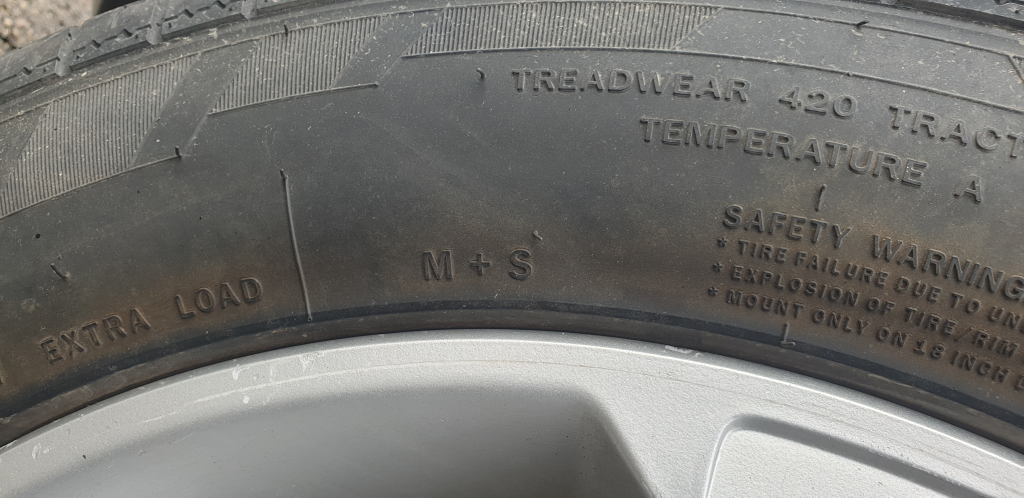 TREADWEAR 420 TRACT
TEMPERATURE A
SAFETY WARNING
* TIRE FAILURE DUE TO UN
* EXPLOSION OF TIRE/RIM
* MOUNT ONLY ON 18 INCH
M + S
EXTRA LOAD